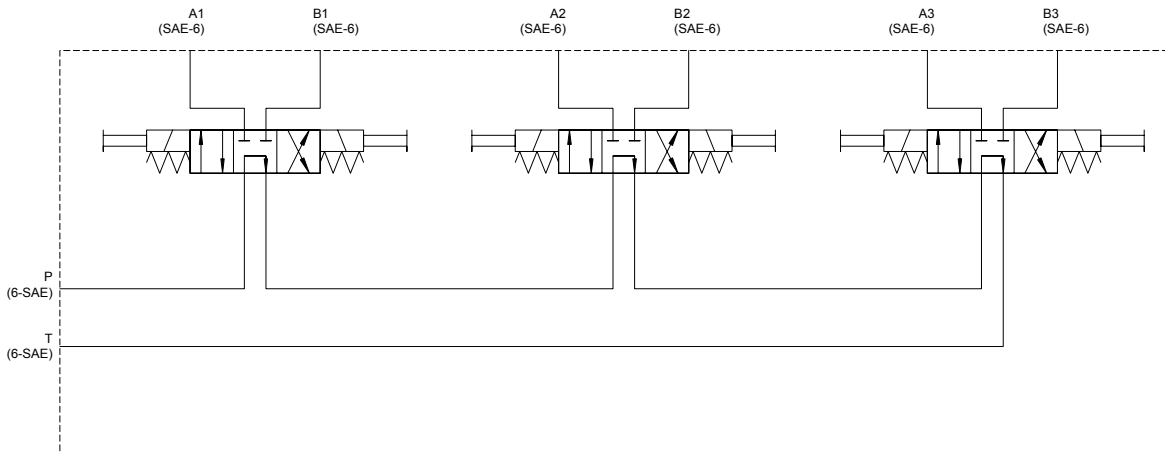 A1
(SAE-6)
B1
(SAE-6)
A2
(SAE-6)
B2
(SAE-6)
A3
(SAE-6)
B3
(SAE-6)
P
(6-SAE)
T
(6-SAE)